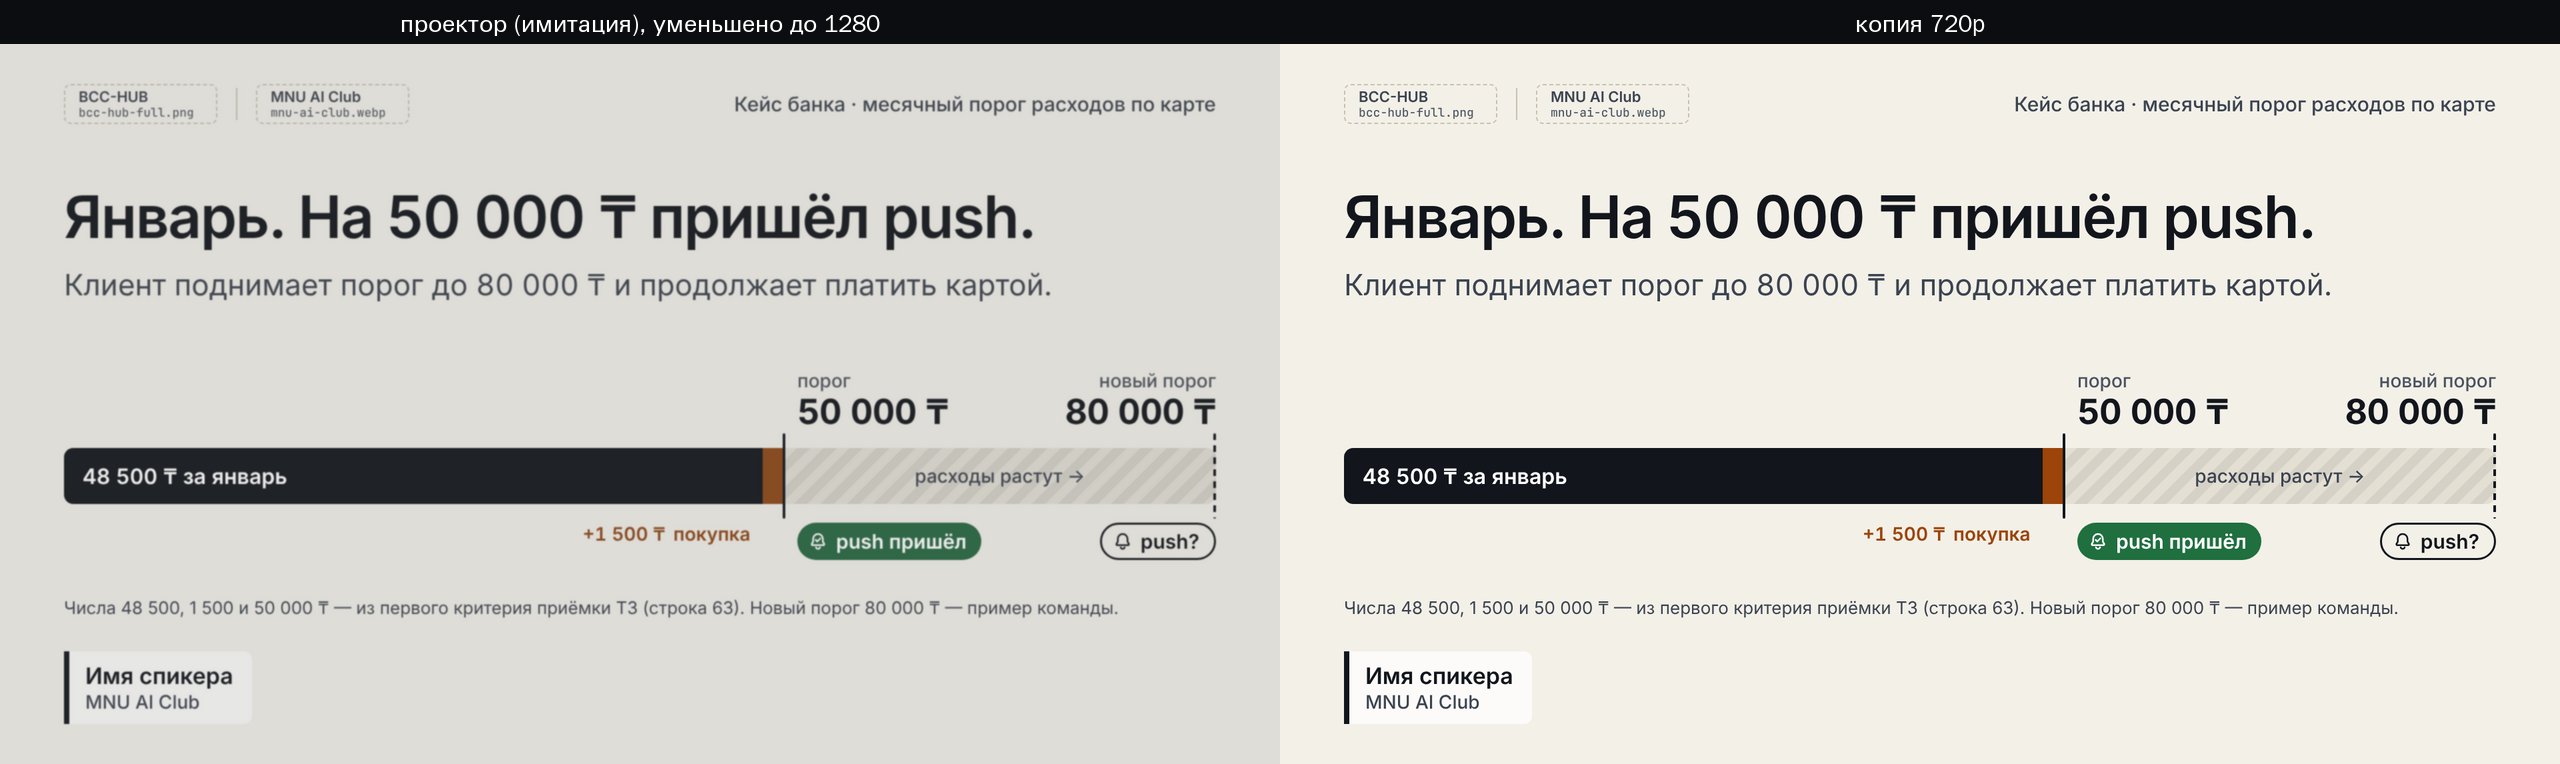 проектор (имитация), уменьшено до 1280
BCC-HUB
bcc-hub-full.png
MNU AI Club
mnu-ai-club.webp
Кейс банка · месячный порог расходов по карте
Январь. На 50 000 ₸ пришёл push.
Клиент поднимает порог до 80 000 ₸ и продолжает платить картой.
порог
50 000 ₸
новый порог
80 000 ₸
48 500 ₸ за январь
расходы растут →
+1 500 ₸ покупка
push пришёл
push?
Числа 48 500, 1 500 и 50 000 ₸ — из первого критерия приёмки ТЗ (строка 63). Новый порог 80 000 ₸ — пример команды.
Имя спикера
MNU AI Club
копия 720p
BCC-HUB
bcc-hub-full.png
MNU AI Club
mnu-ai-club.webp
Кейс банка · месячный порог расходов по карте
Январь. На 50 000 ₸ пришёл push.
Клиент поднимает порог до 80 000 ₸ и продолжает платить картой.
порог
50 000 ₸
новый порог
80 000 ₸
48 500 ₸ за январь
расходы растут →
+1 500 ₸ покупка
push пришёл
push?
Числа 48 500, 1 500 и 50 000 ₸ — из первого критерия приёмки ТЗ (строка 63). Новый порог 80 000 ₸ — пример команды.
Имя спикера
MNU AI Club